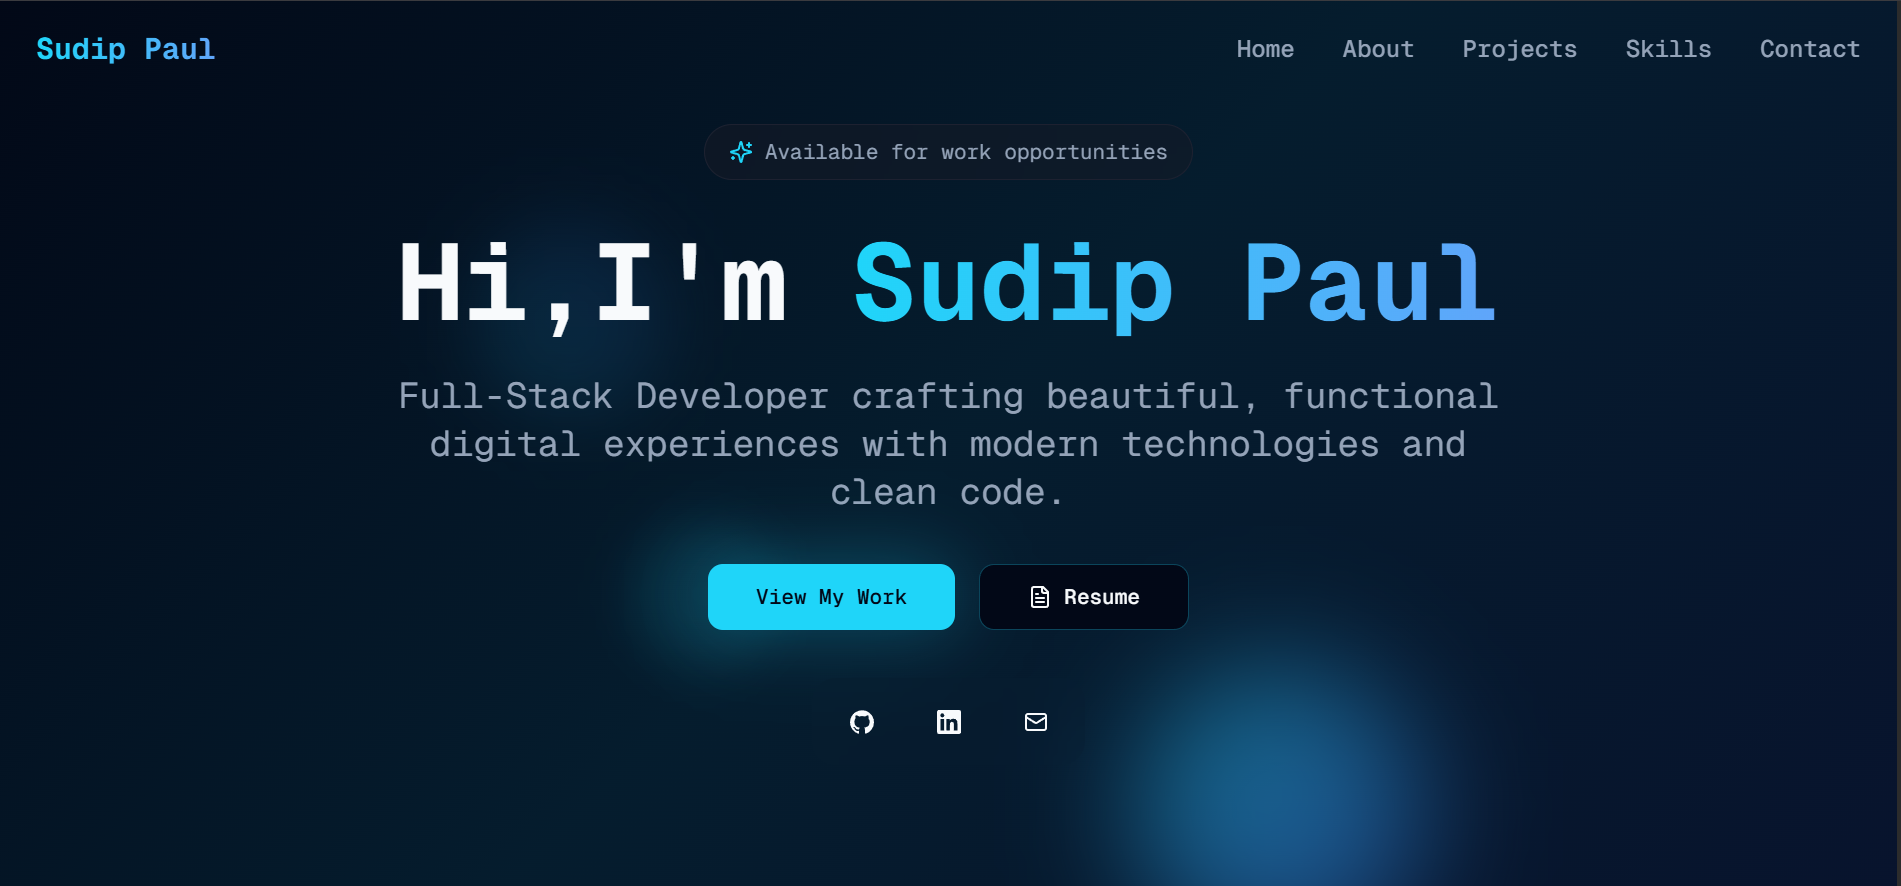 Sudip Paul
Home About Projects Skills Contact
Available for work opportunities
Hi,I'm Sudip Paul
Full-Stack Developer crafting beautiful, functional
digital experiences with modern technologies and
clean code.
View My Work
Resume